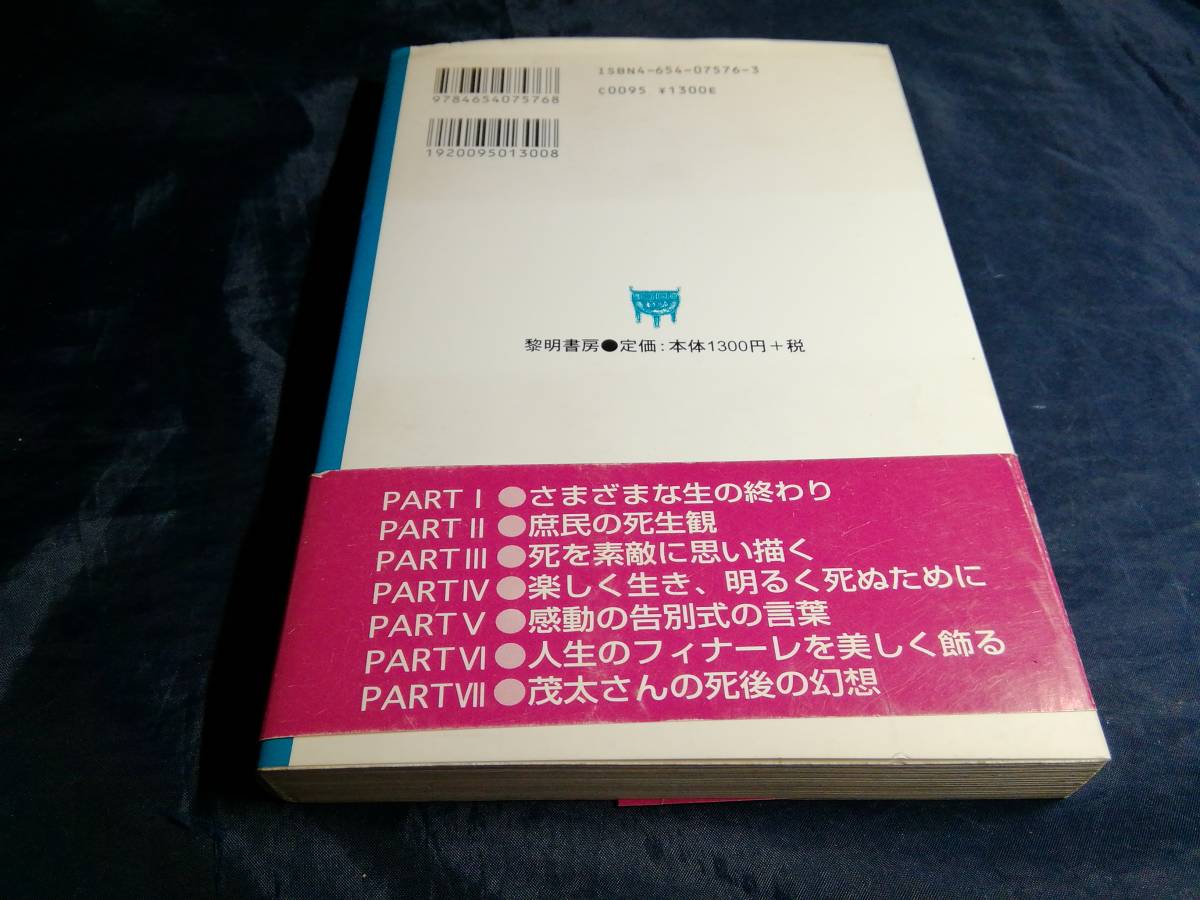 ISBN4-654-07576-3
C0095 ¥1300E
9784654075768
1920095013008
黎明書房●定価:本体1300円+税
PART Ⅰ ●さまざまな生の終わり
PART Ⅱ ●庶民の死生観
PART Ⅲ ●死を素敵に思い描く
PART Ⅳ ●楽しく生き、明るく死ぬために
PART Ⅴ ●感動の告別式の言葉
PART Ⅵ ●人生のフィナーレを美しく飾る
PART Ⅶ ●茂太さんの死後の幻想